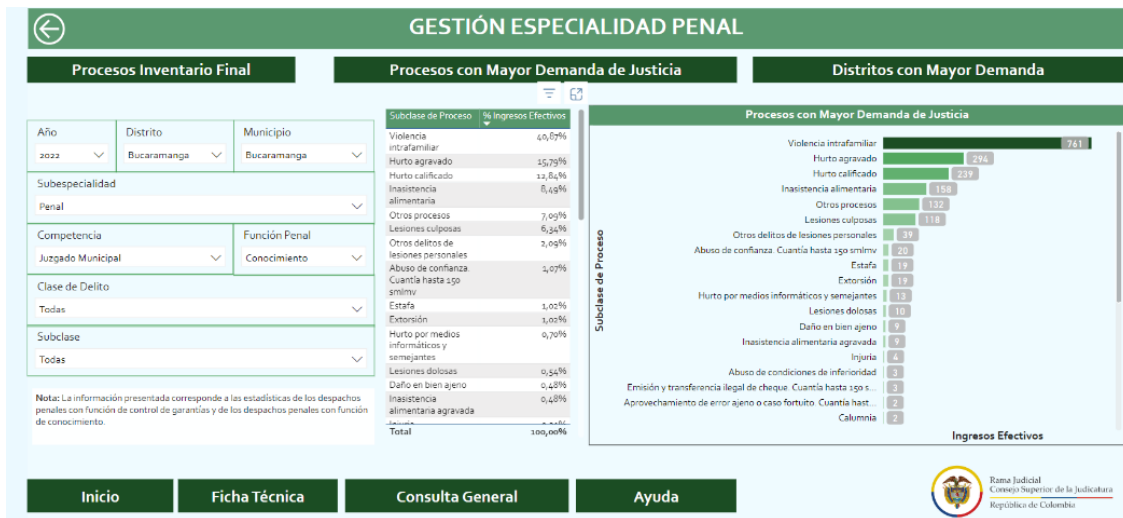 GESTIÓN ESPECIALIDAD PENAL
Procesos Inventario Final
Procesos con Mayor Demanda de Justicia
Distritos con Mayor Demanda
Año
Distrito
Municipio
2022
Bucaramanga
Bucaramanga
Subespecialidad
Penal
Competencia
Función Penal
Juzgado Municipal
Conocimiento
Clase de Delito
Todas
Subclase
Todas
Nota: La información presentada corresponde a las estadísticas de los despachos
penales con función de control de garantías y de los despachos penales con función
de conocimiento.
Subclase de Proceso % Ingresos Efectivos
Violencia 40,87%
intrafamiliar
Hurto agravado 15,79%
Hurto calificado 12,84%
Inasistencia 8,49%
alimentaria
Otros procesos 7,09%
Lesiones culposas 6,34%
Otros delitos de 2,09%
lesiones personales
Abuso de confianza. 1,07%
Cuantía hasta 150
smlmv
Estafa 1,02%
Extorsión 1,02%
Hurto por medios 0,70%
informáticos y
semejantes
Lesiones dolosas 0,54%
Daño en bien ajeno 0,48%
Inasistencia 0,48%
alimentaria agravada
Total 100,00%
Procesos con Mayor Demanda de Justicia
Subclase de Proceso
Violencia intrafamiliar 761
Hurto agravado 294
Hurto calificado 239
Inasistencia alimentaria 158
Otros procesos 132
Lesiones culposas 118
Otros delitos de lesiones personales 39
Abuso de confianza. Cuantía hasta 150 smlmv 20
Estafa 19
Extorsión 19
Hurto por medios informáticos y semejantes 13
Lesiones dolosas 10
Daño en bien ajeno 9
Inasistencia alimentaria agravada 9
Injuria 4
Abuso de condiciones de inferioridad 3
Emisión y transferencia ilegal de cheque. Cuantía hasta 150 s... 3
Aprovechamiento de error ajeno o caso fortuito. Cuantía hast... 2
Calumnia 2
Ingresos Efectivos
Inicio
Ficha Técnica
Consulta General
Ayuda
Rama Judicial
Consejo Superior de la Judicatura
República de Colombia